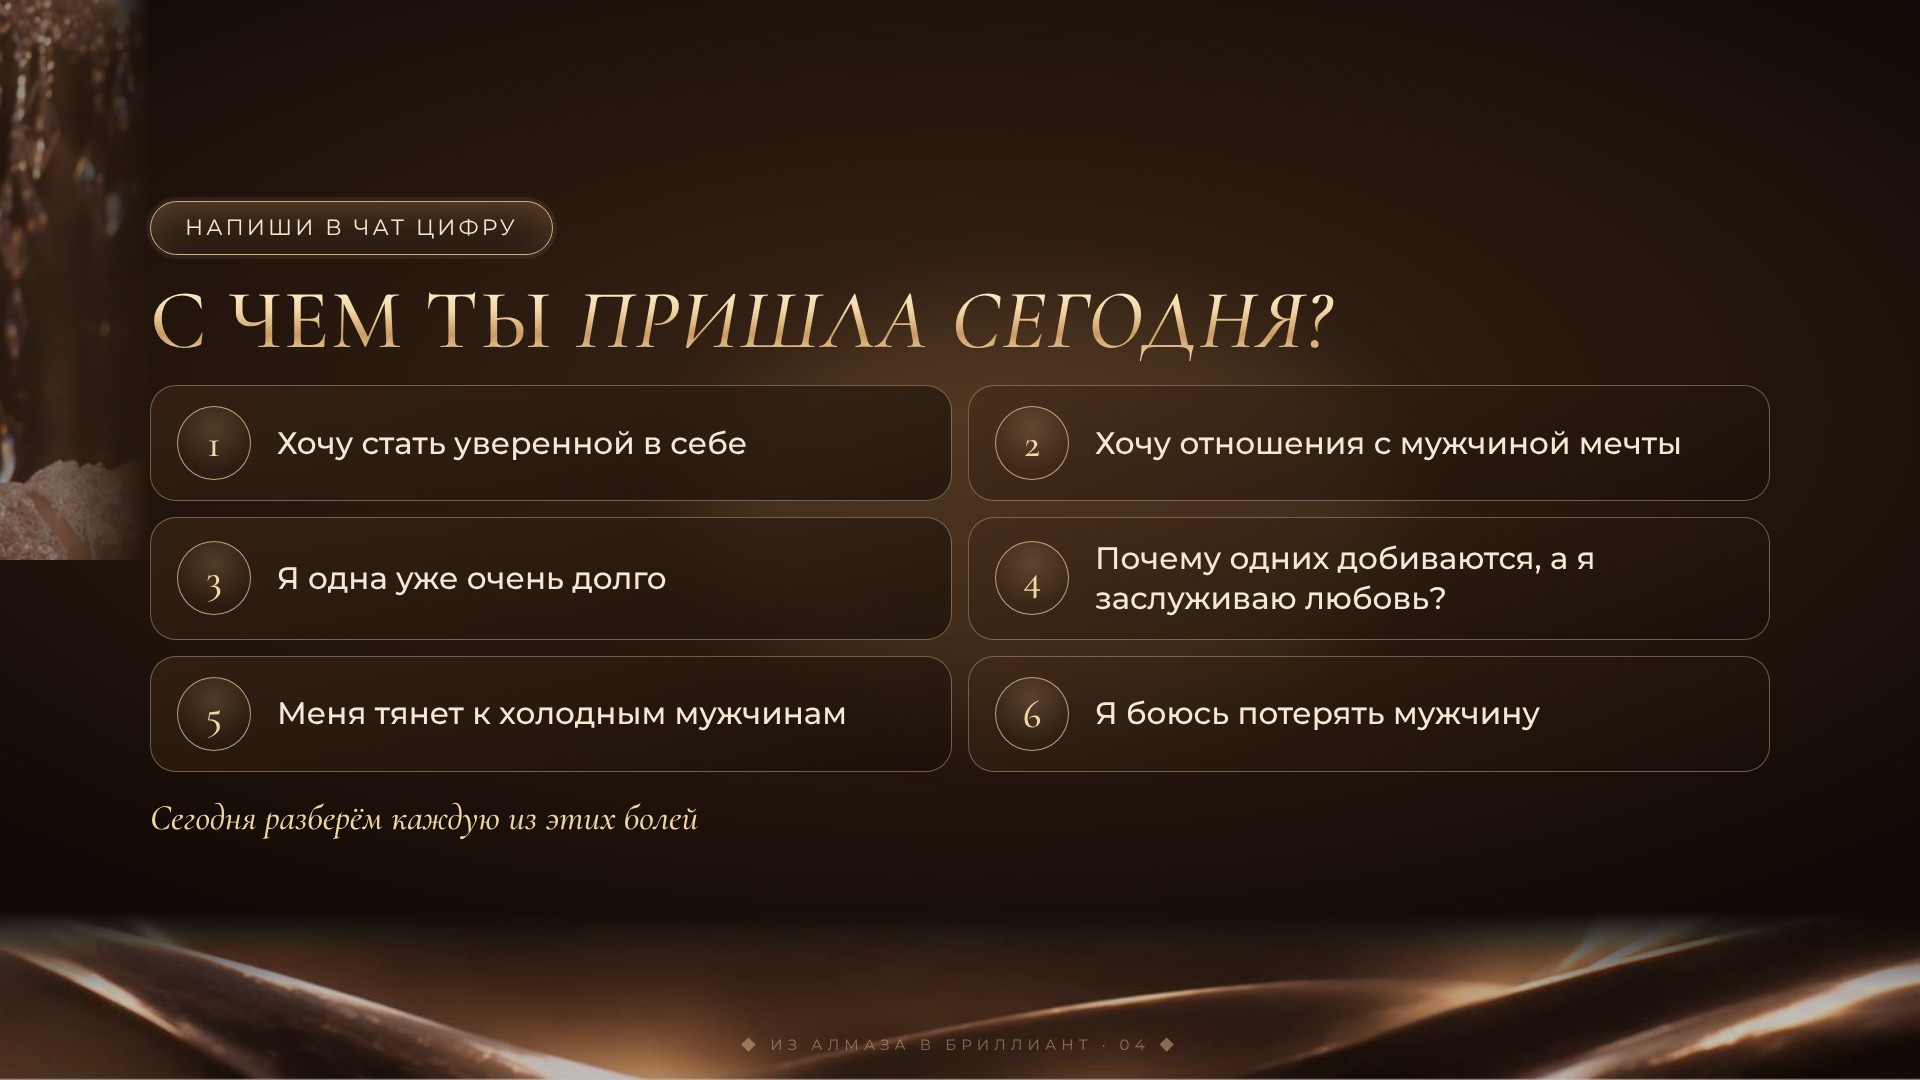 НАПИШИ В ЧАТ ЦИФРУ
С ЧЕМ ТЫ ПРИШЛА СЕГОДНЯ?
1 Хочу стать уверенной в себе
2 Хочу отношения с мужчиной мечты
3 Я одна уже очень долго
4 Почему одних добиваются, а я
заслуживаю любовь?
5 Меня тянет к холодным мужчинам
6 Я боюсь потерять мужчину
Сегодня разберём каждую из этих болей
ИЗ АЛМАЗА В БРИЛЛИАНТ · 04